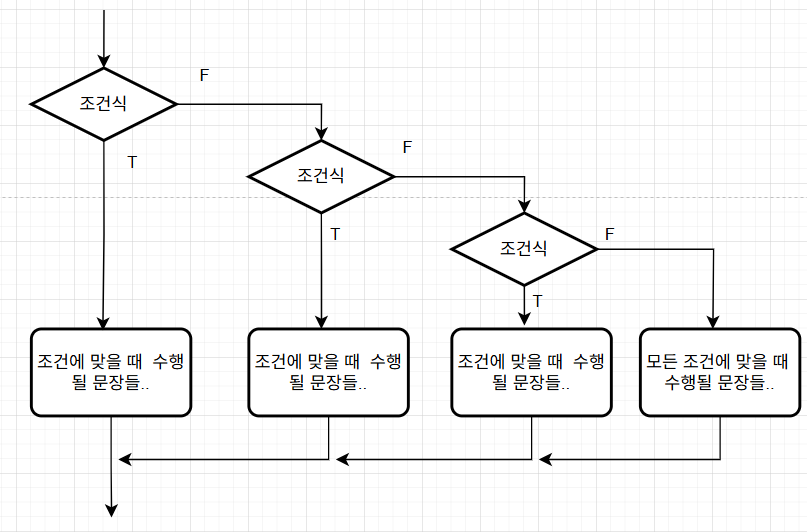 F
조건식
T
F
조건식
T
F
조건식
T
조건에 맞을 때 수행
될 문장들..
조건에 맞을 때 수행
될 문장들..
조건에 맞을 때 수행
될 문장들..
모든 조건에 맞을 때
수행될 문장들..